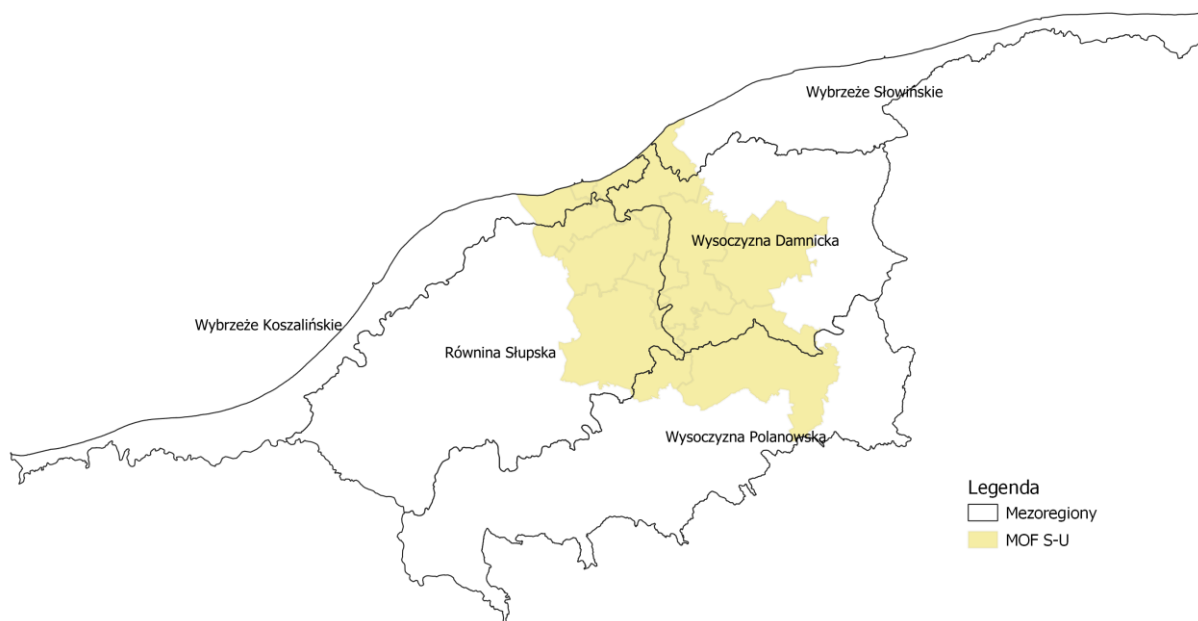 Wybrzeże Słowińskie
Wysoczyzna Damnicka
Wybrzeże Koszalińskie
Równina Słupska
Wysoczyzna Polanowska
Legenda
Mezoregiony
MOF S-U